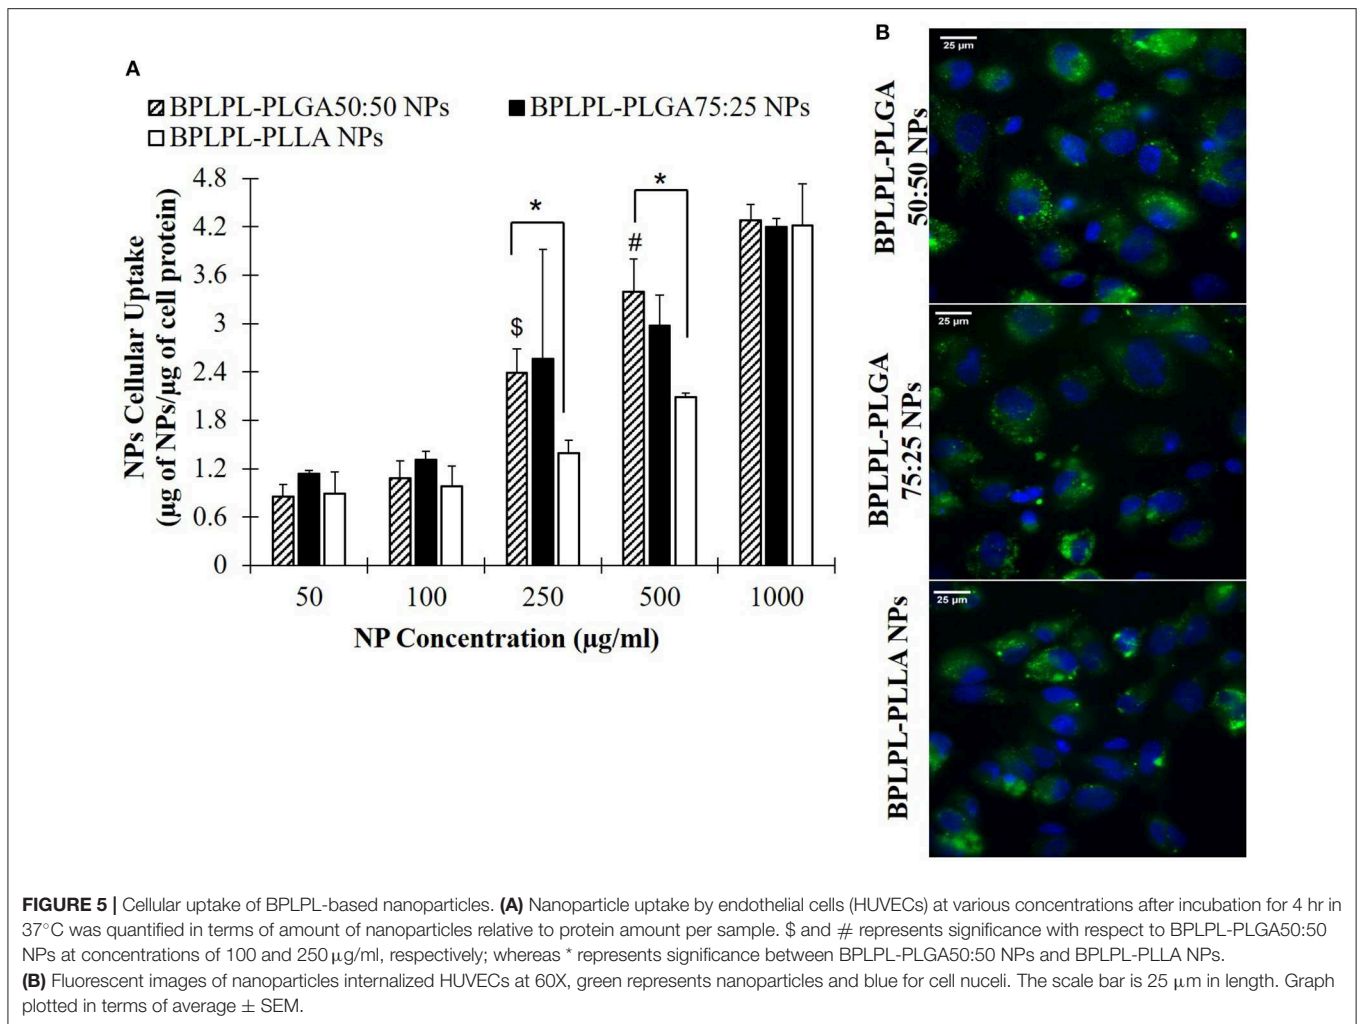 A
BPLPL-PLGA50:50 NPs
BPLPL-PLGA75:25 NPs
BPLPL-PLLA NPs
NPs Cellular Uptake
(µg of NPs/µg of cell protein)
4.8
4.2
3.6
3
2.4
1.8
1.2
0.6
0
$
*
#
*
50 100 250 500 1000
NP Concentration (µg/ml)
B
BPLPL-PLGA
50:50 NPs
25 µm
BPLPL-PLGA
75:25 NPs
25 µm
BPLPL-PLLA NPs
25 µm
FIGURE 5 | Cellular uptake of BPLPL-based nanoparticles. (A) Nanoparticle uptake by endothelial cells (HUVECs) at various concentrations after incubation for 4 hr in
37°C was quantified in terms of amount of nanoparticles relative to protein amount per sample. $ and # represents significance with respect to BPLPL-PLGA50:50
NPs at concentrations of 100 and 250 µg/ml, respectively; whereas * represents significance between BPLPL-PLGA50:50 NPs and BPLPL-PLLA NPs.
(B) Fluorescent images of nanoparticles internalized HUVECs at 60X, green represents nanoparticles and blue for cell nuclei. The scale bar is 25 µm in length. Graph
plotted in terms of average ± SEM.